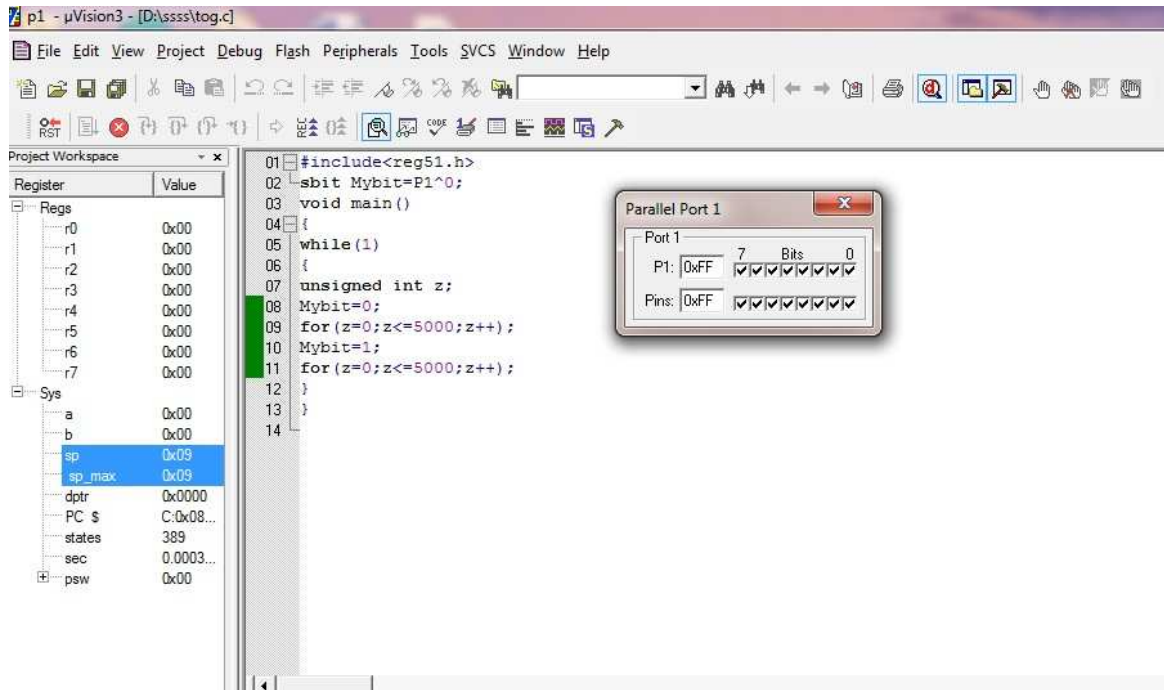 p1 - µVision3 - [D:\ssss\tog.c]
File Edit View Project Debug Flash Peripherals Tools SVCS Window Help
RST
CODE
Project Workspace
Register Value
Regs
r0 0x00
r1 0x00
r2 0x00
r3 0x00
r4 0x00
r5 0x00
r6 0x00
r7 0x00
Sys
a 0x00
b 0x00
sp 0x09
sp_max 0x09
dptr 0x0000
PC $ C:0x08...
states 389
sec 0.0003...
psw 0x00
01 #include<reg51.h>
02 sbit Mybit=P1^0;
03 void main()
04 {
05 while(1)
06 {
07 unsigned int z;
08 Mybit=0;
09 for(z=0;z<=5000;z++);
10 Mybit=1;
11 for(z=0;z<=5000;z++);
12 }
13 }
14
Parallel Port 1
Port 1
7 Bits 0
P1: 0xFF
Pins: 0xFF